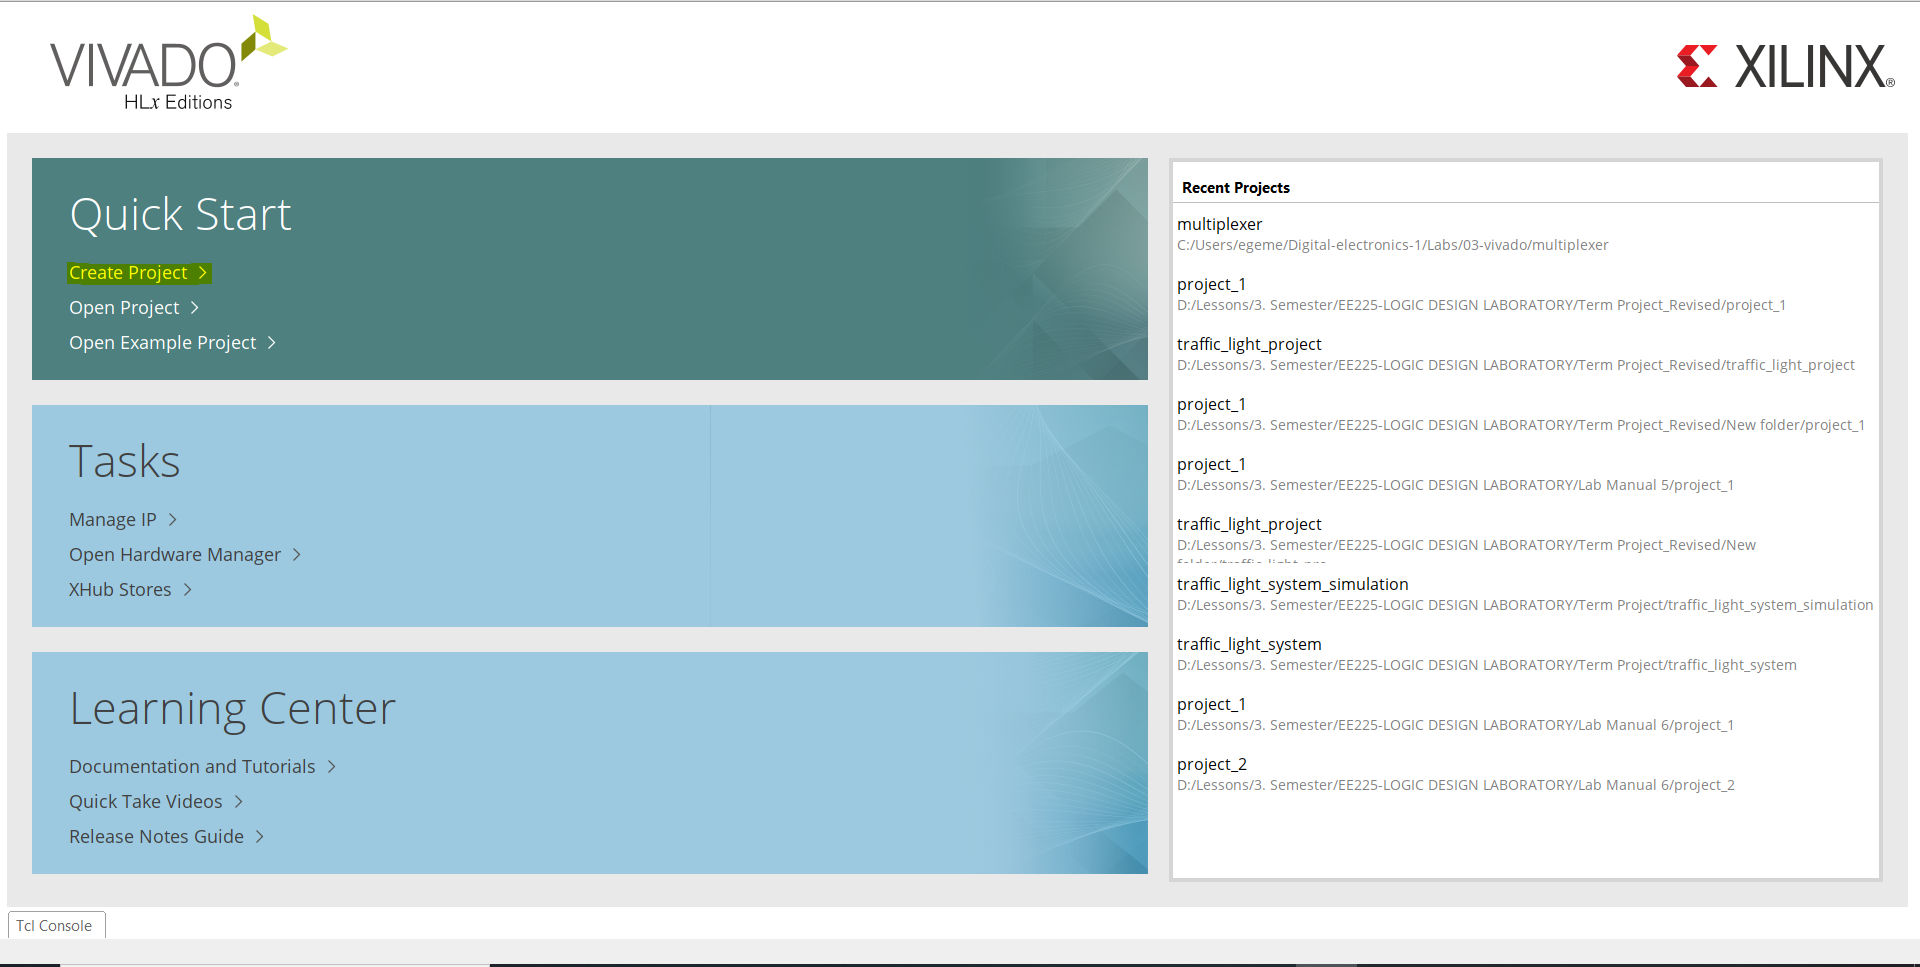 VIVADO®
HLx Editions
XILINX®
Quick Start
Create Project >
Open Project >
Open Example Project >
Tasks
Manage IP >
Open Hardware Manager >
XHub Stores >
Learning Center
Documentation and Tutorials >
Quick Take Videos >
Release Notes Guide >
Recent Projects
multiplexer
C:/Users/egeme/Digital-electronics-1/Labs/03-vivado/multiplexer
project_1
D:/Lessons/3. Semester/EE225-LOGIC DESIGN LABORATORY/Term Project_Revised/project_1
traffic_light_project
D:/Lessons/3. Semester/EE225-LOGIC DESIGN LABORATORY/Term Project_Revised/traffic_light_project
project_1
D:/Lessons/3. Semester/EE225-LOGIC DESIGN LABORATORY/Term Project_Revised/New folder/project_1
project_1
D:/Lessons/3. Semester/EE225-LOGIC DESIGN LABORATORY/Lab Manual 5/project_1
traffic_light_project
D:/Lessons/3. Semester/EE225-LOGIC DESIGN LABORATORY/Term Project_Revised/New
traffic_light_system_simulation
D:/Lessons/3. Semester/EE225-LOGIC DESIGN LABORATORY/Term Project/traffic_light_system_simulation
traffic_light_system
D:/Lessons/3. Semester/EE225-LOGIC DESIGN LABORATORY/Term Project/traffic_light_system
project_1
D:/Lessons/3. Semester/EE225-LOGIC DESIGN LABORATORY/Lab Manual 6/project_1
project_2
D:/Lessons/3. Semester/EE225-LOGIC DESIGN LABORATORY/Lab Manual 6/project_2
Tcl Console